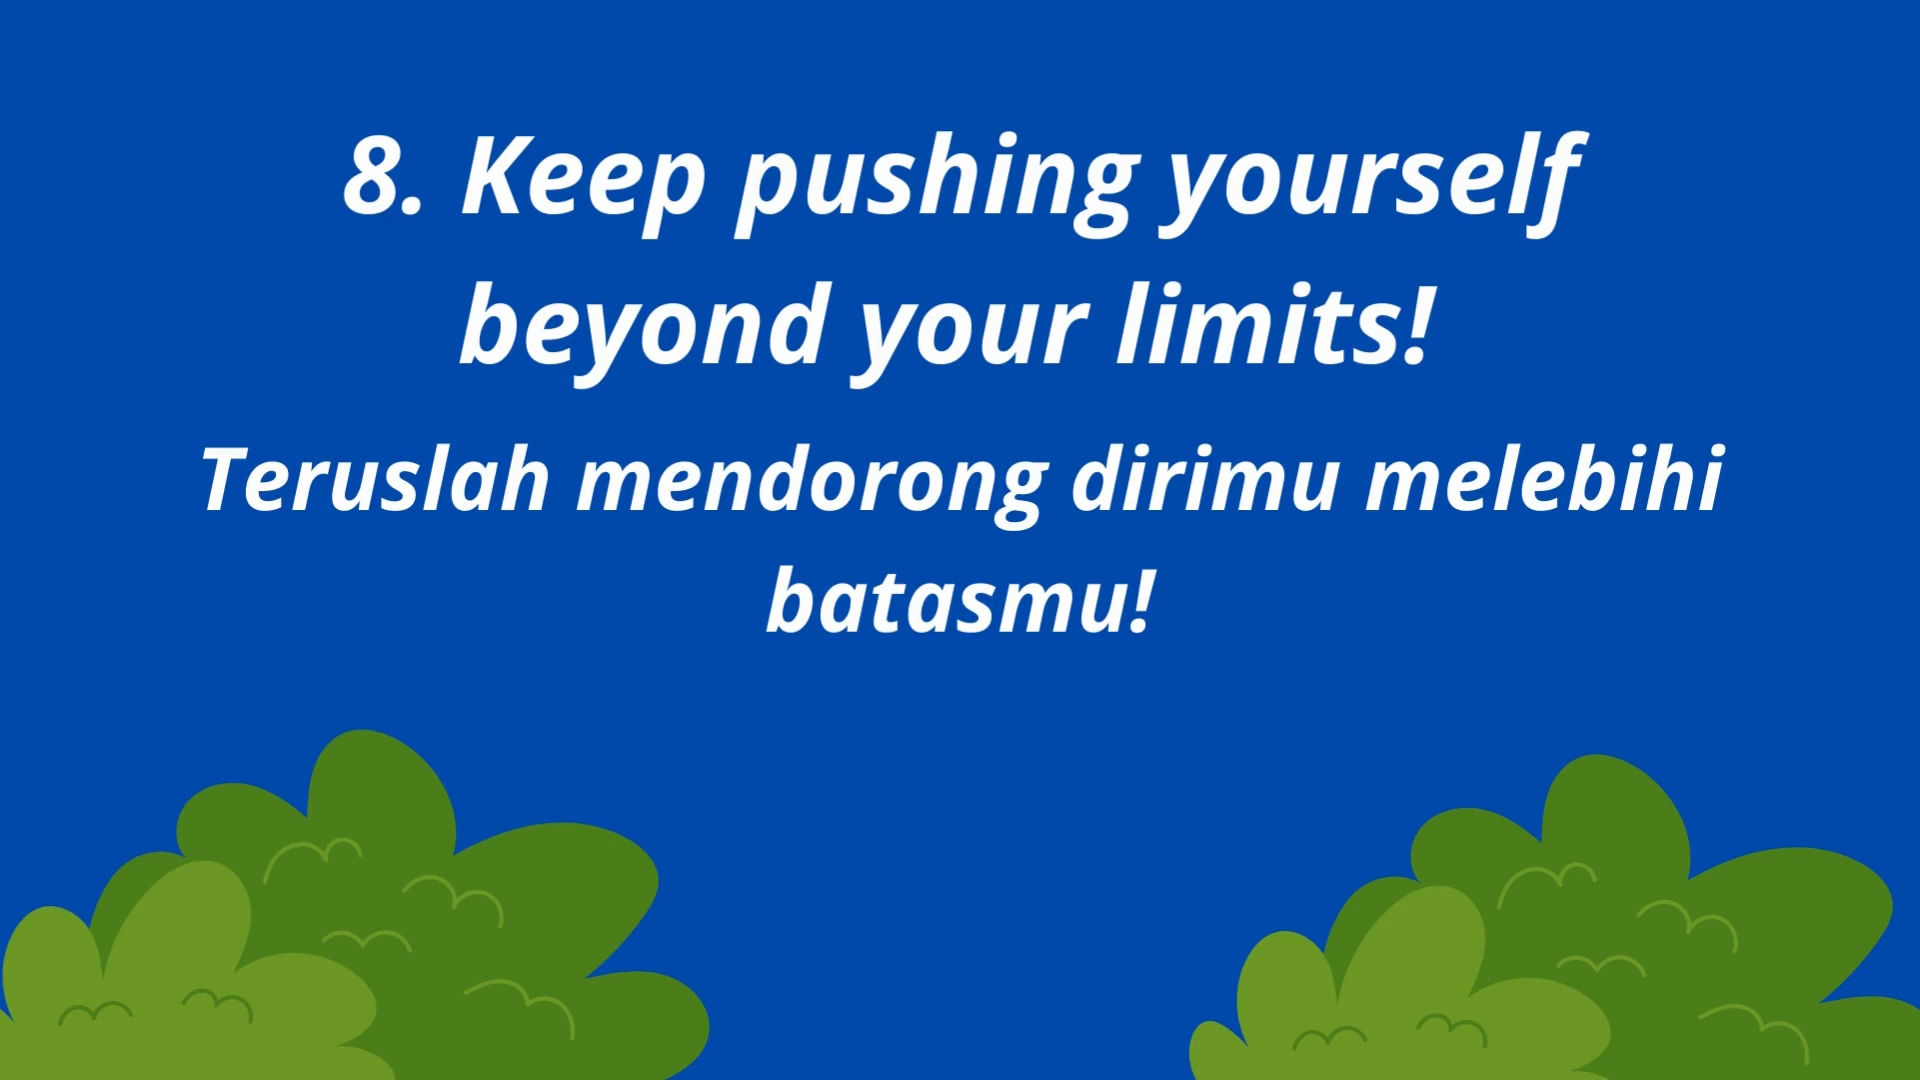 8. Keep pushing yourself
beyond your limits!
Teruslah mendorong dirimu melebihi
batasmu!